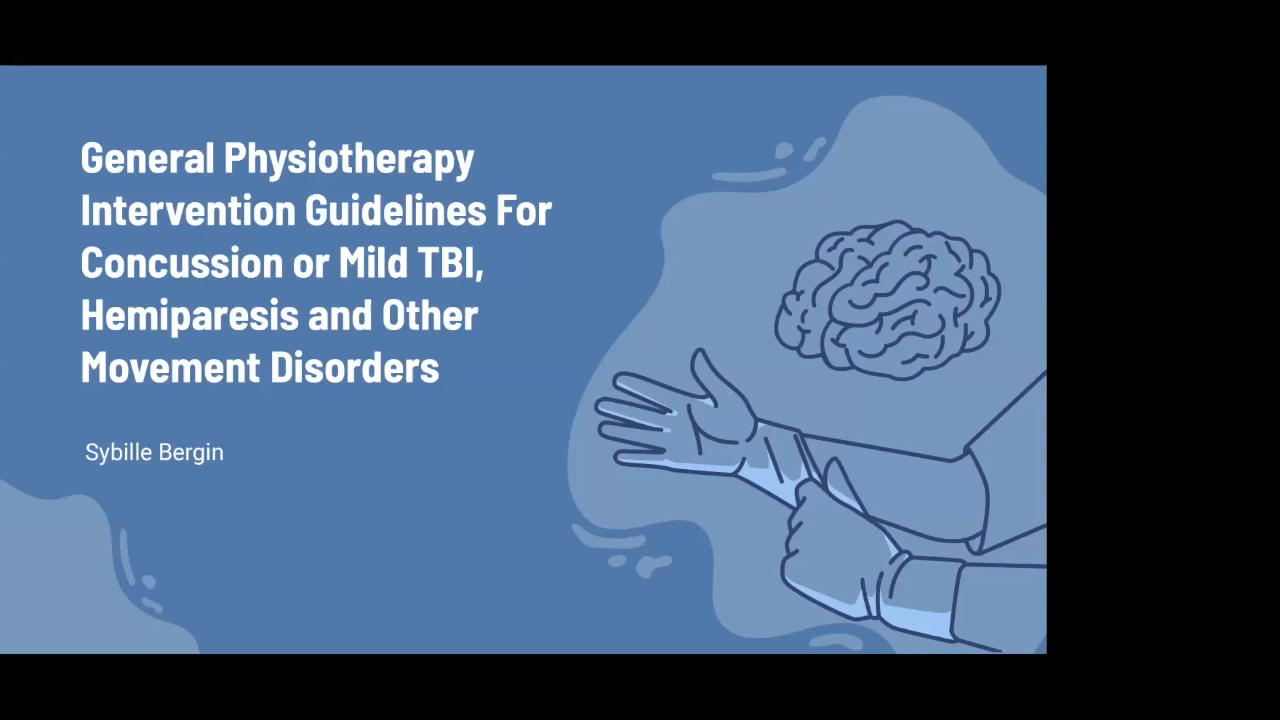 General Physiotherapy
Intervention Guidelines For
Concussion or Mild TBI,
Hemiparesis and Other
Movement Disorders
Sybille Bergin